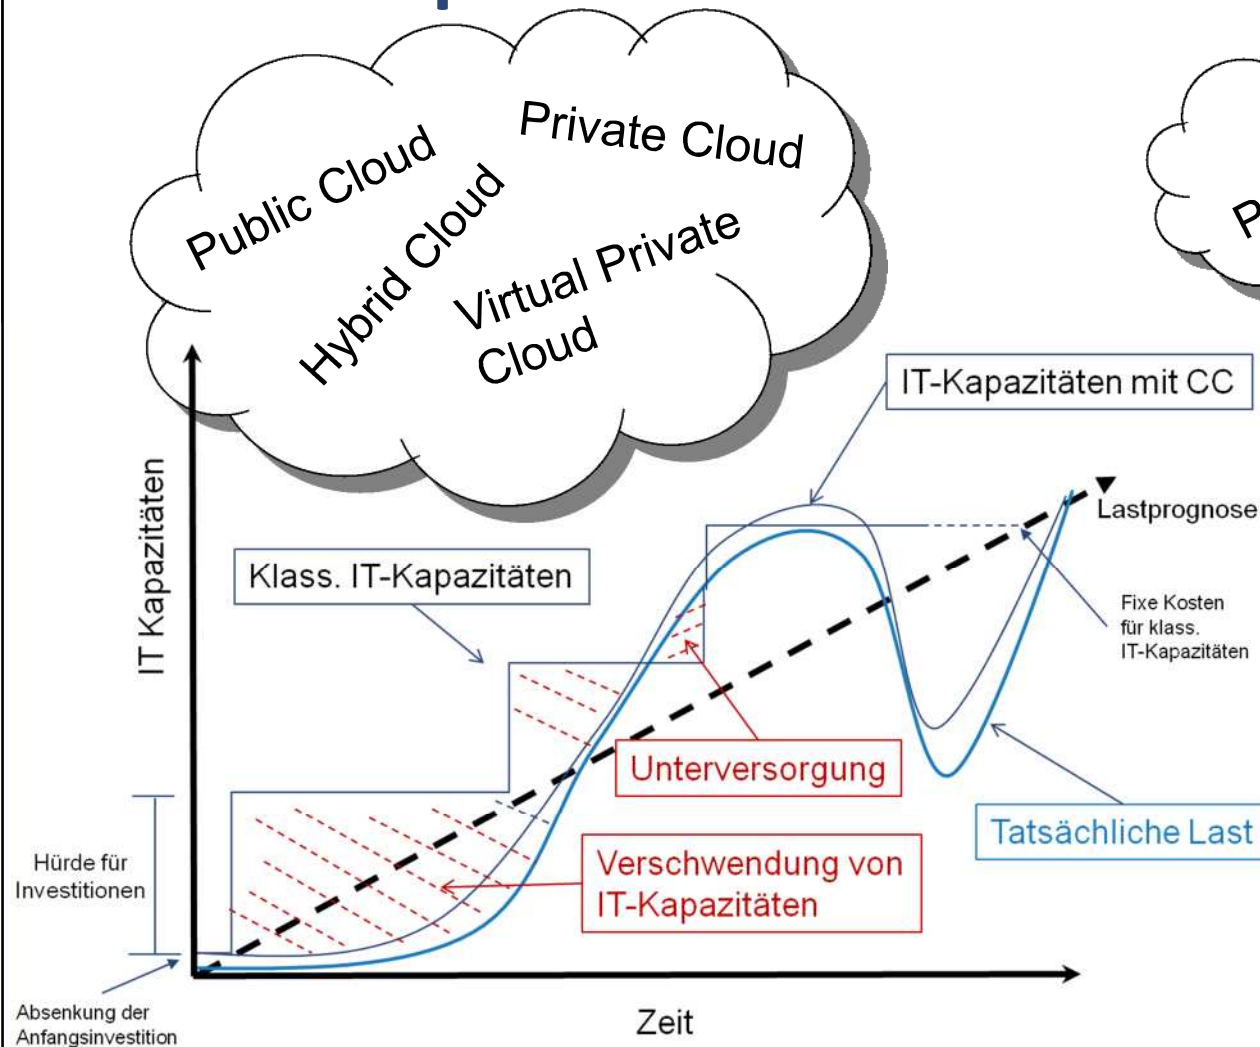 Public Cloud
Private Cloud
Hybrid Cloud
Virtual Private
Cloud
IT-Kapazitäten mit CC
IT Kapazitäten
Lastprognose
Klass. IT-Kapazitäten
Fixe Kosten
für klass.
IT-Kapazitäten
Unterversorgung
Tatsächliche Last
Verschwendung von
IT-Kapazitäten
Hürde für
Investitionen
Absenkung der
Anfangsinvestition
Zeit